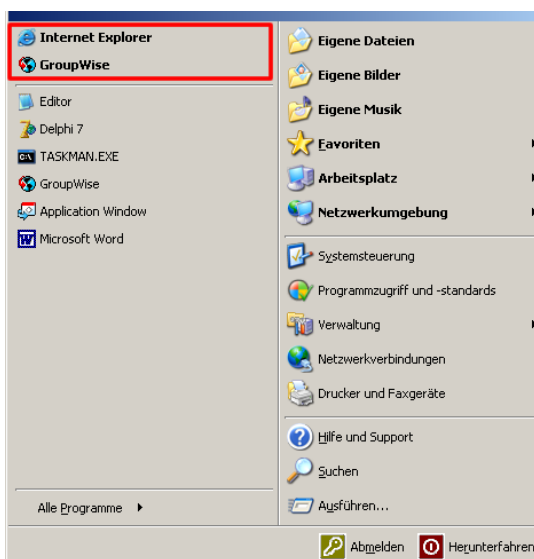 Internet Explorer
GroupWise
Editor
Delphi 7
TASKMAN.EXE
GroupWise
Application Window
Microsoft Word
Alle Programme
Eigene Dateien
Eigene Bilder
Eigene Musik
Favoriten
Arbeitsplatz
Netzwerkumgebung
Systemsteuerung
Programmzugriff und -standards
Verwaltung
Netzwerkverbindungen
Drucker und Faxgeräte
Hilfe und Support
Suchen
Ausführen...
Abmelden
Herunterfahren